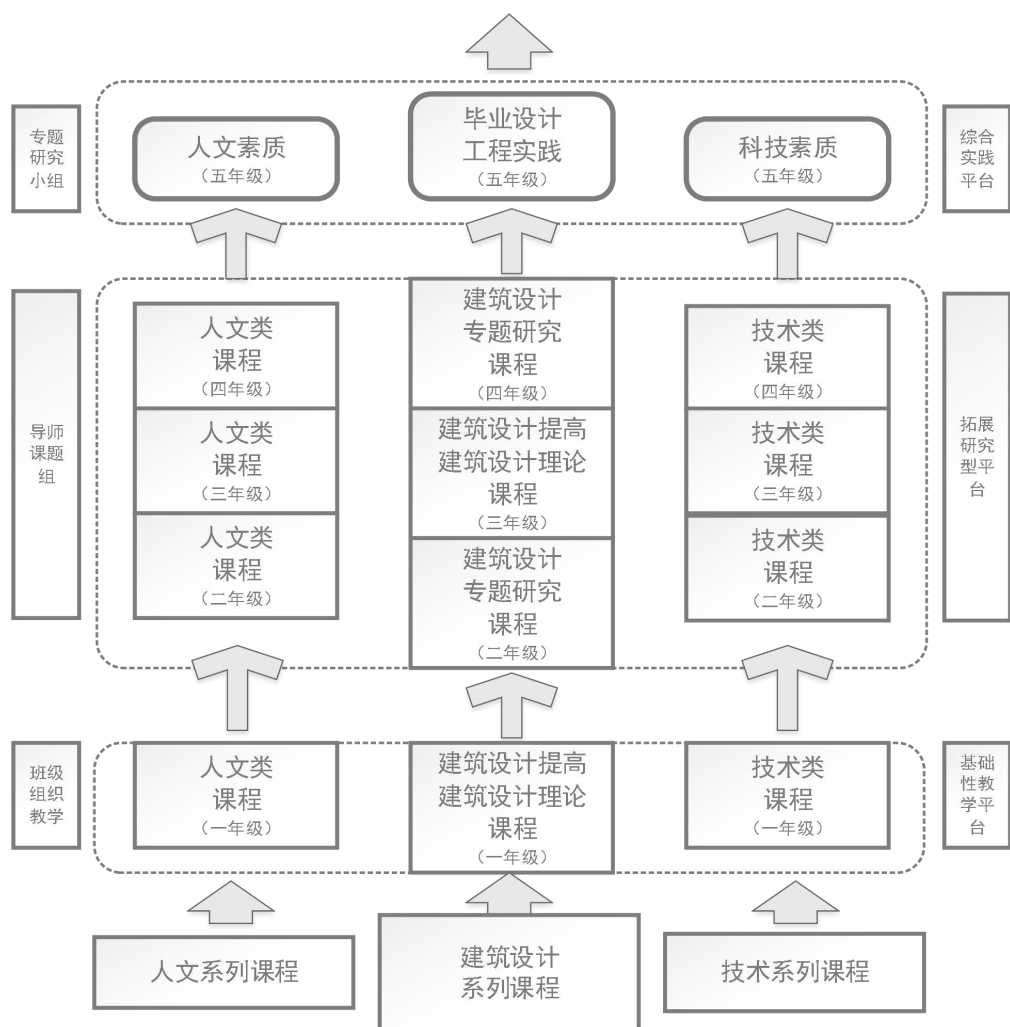 专题
研究
小组
人文素质
（五年级）
毕业设计
工程实践
（五年级）
科技素质
（五年级）
综合
实践
平台
导师
课题
组
人文类
课程
（四年级）
人文类
课程
（三年级）
人文类
课程
（二年级）
建筑设计
专题研究
课程
（四年级）
建筑设计提高
建筑设计理论
课程
（三年级）
建筑设计
专题研究
课程
（二年级）
技术类
课程
（四年级）
技术类
课程
（三年级）
技术类
课程
（二年级）
拓展
研究
型平
台
班级
组织
教学
人文类
课程
（一年级）
建筑设计提高
建筑设计理论
课程
（一年级）
技术类
课程
（一年级）
基础
性教
学平
台
人文系列课程
建筑设计
系列课程
技术系列课程